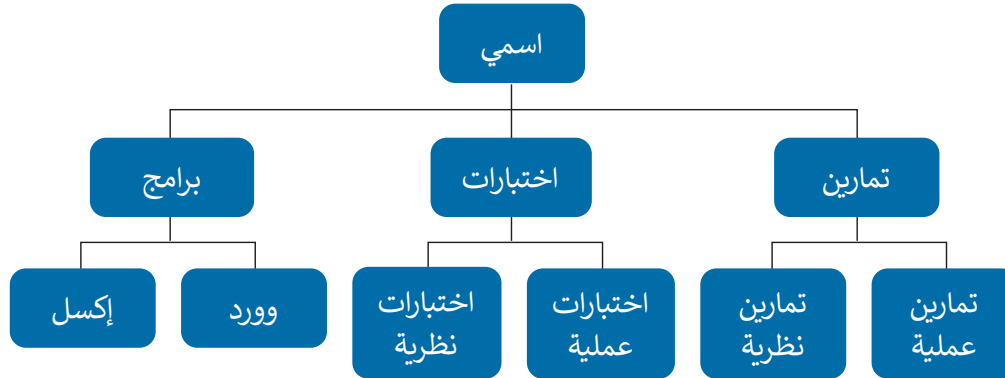 اسمي
تمارين
اختبارات
برامج
تمارين
عملية
تمارين
نظرية
اختبارات
عملية
اختبارات
نظرية
وورد
إكسل